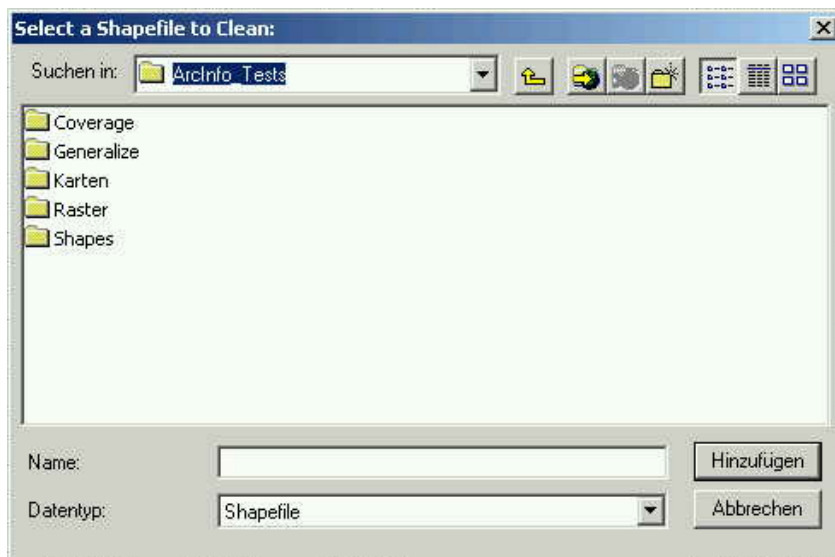 Select a Shapefile to Clean:
Suchen in: ArcInfo_Tests
Coverage
Generalize
Karten
Raster
Shapes
Name: Hinzufügen
Datentyp: Shapefile Abbrechen